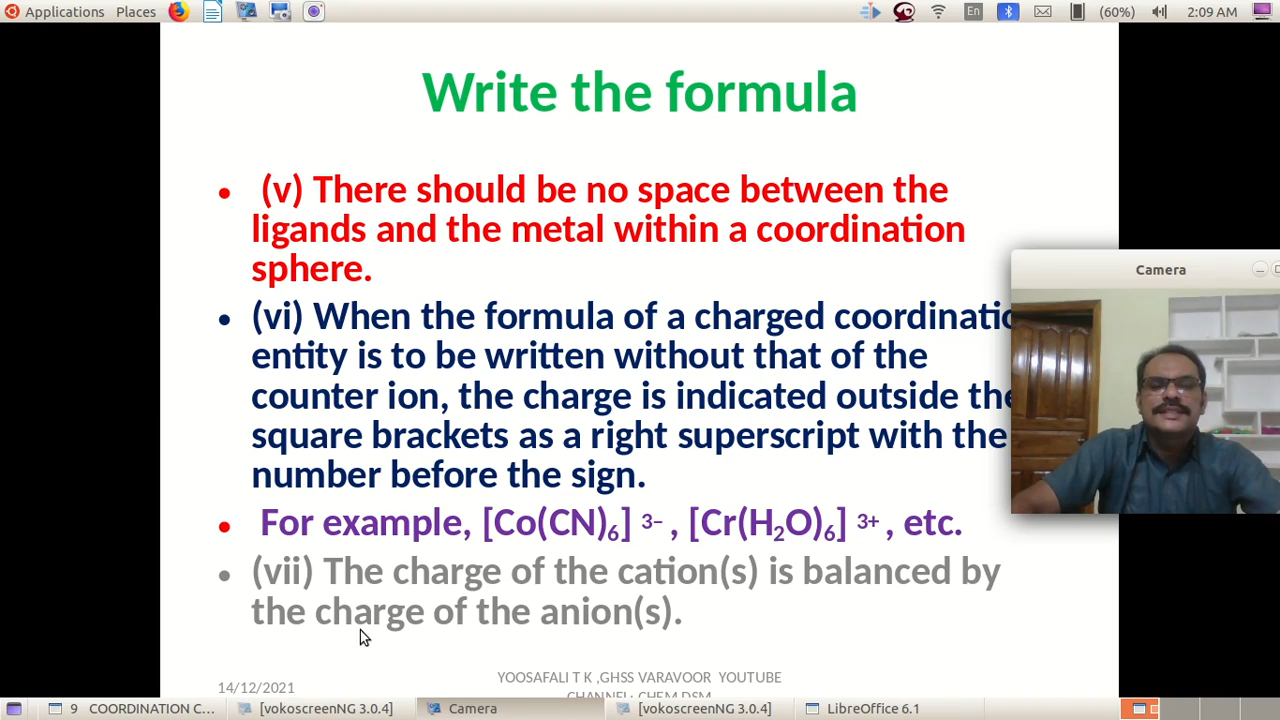 Applications Places En (60%) 2:09 AM
Write the formula
• (v) There should be no space between the
ligands and the metal within a coordination
sphere.
• (vi) When the formula of a charged coordinatio
entity is to be written without that of the
counter ion, the charge is indicated outside the
square brackets as a right superscript with the
number before the sign.
• For example, [Co(CN)₆] ³⁻ , [Cr(H₂O)₆] ³⁺ , etc.
• (vii) The charge of the cation(s) is balanced by
the charge of the anion(s).
Camera
14/12/2021
YOOSAFALI T K ,GHSS VARAVOOR YOUTUBE
CHANNEL: CHEM DSM
9 COORDINATION C... [vokoscreenNG 3.0.4] Camera [vokoscreenNG 3.0.4] LibreOffice 6.1